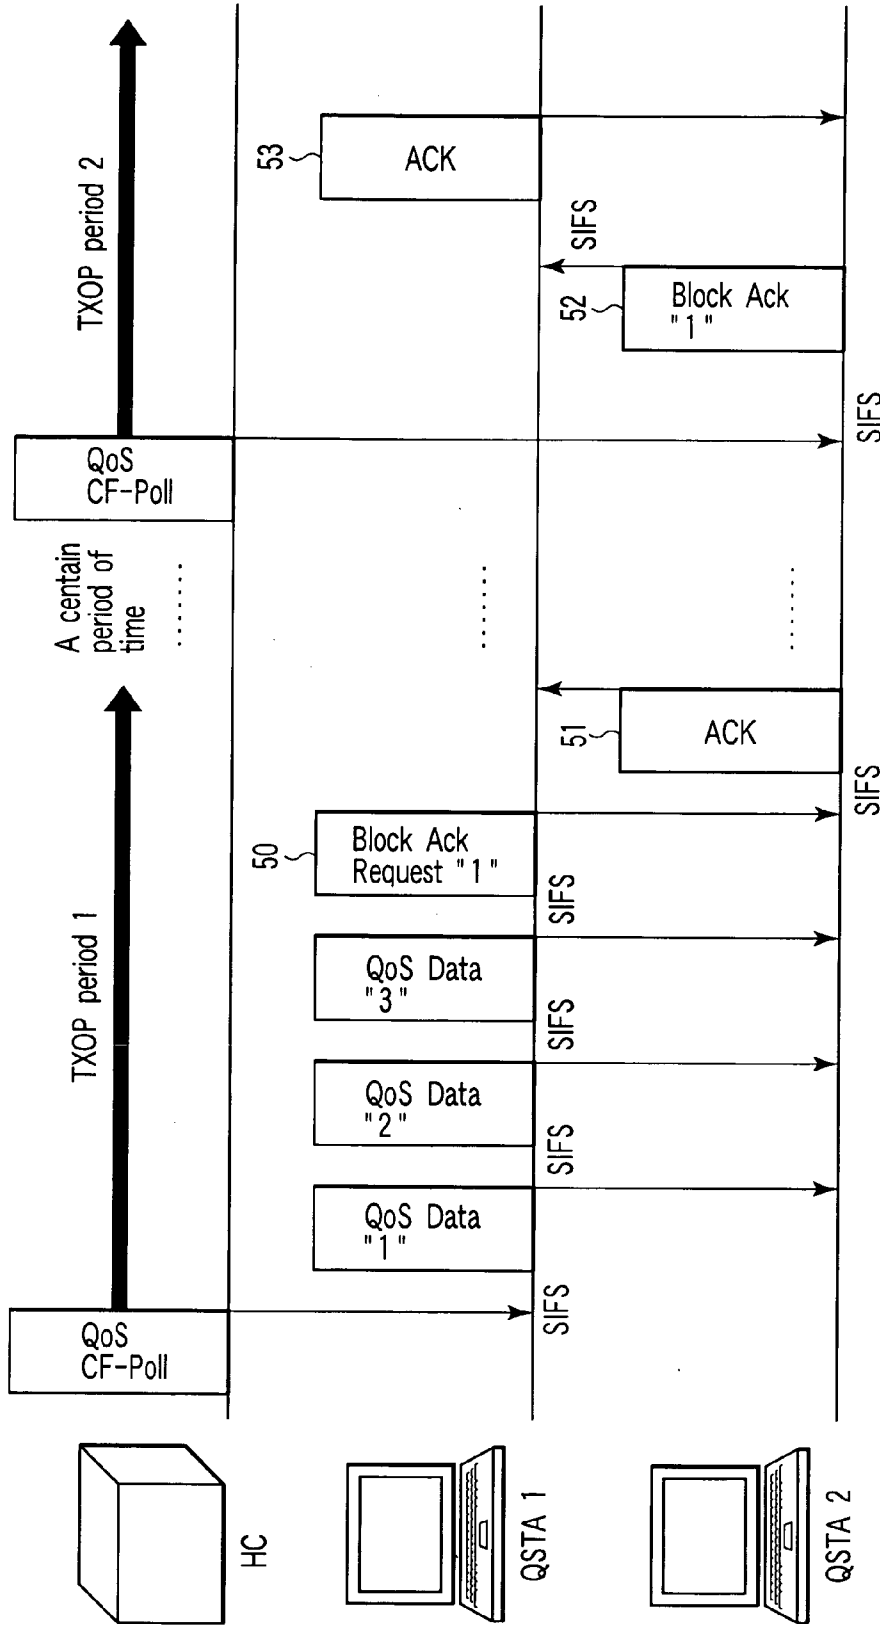 TXOP period 1
A centain
period of
time
TXOP period 2
QoS
CF-Poll
QoS
CF-Poll
HC
50
51
52
53
QoS Data
"1"
QoS Data
"2"
QoS Data
"3"
Block Ack
Request "1"
ACK
Block Ack
"1"
ACK
SIFS
SIFS
SIFS
SIFS
SIFS
SIFS
SIFS
QSTA 1
QSTA 2